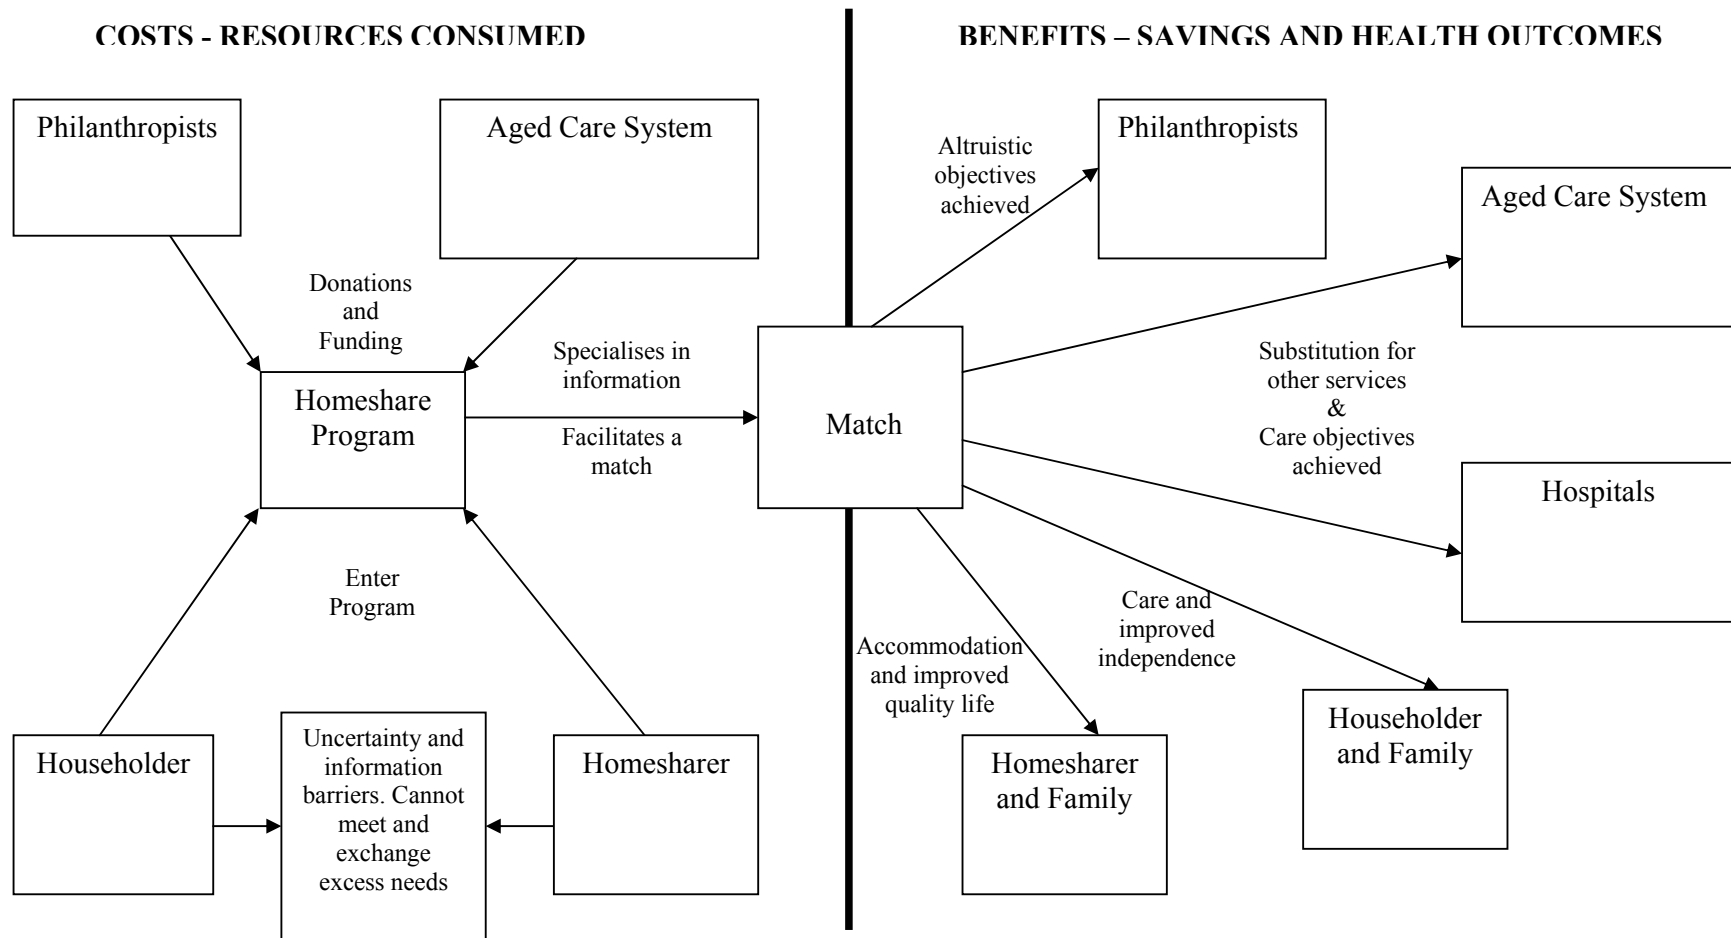 COSTS - RESOURCES CONSUMED
BENEFITS – SAVINGS AND HEALTH OUTCOMES
Philanthropists
Aged Care System
Donations
and
Funding
Homeshare
Program
Specialises in
information
Facilitates a
match
Enter
Program
Householder
Uncertainty and
information
barriers. Cannot
meet and
exchange
excess needs
Homesharer
Match
Altruistic
objectives
achieved
Philanthropists
Aged Care System
Substitution for
other services
&
Care objectives
achieved
Hospitals
Care and
improved
independence
Accommodation
and improved
quality life
Householder
and Family
Homesharer
and Family